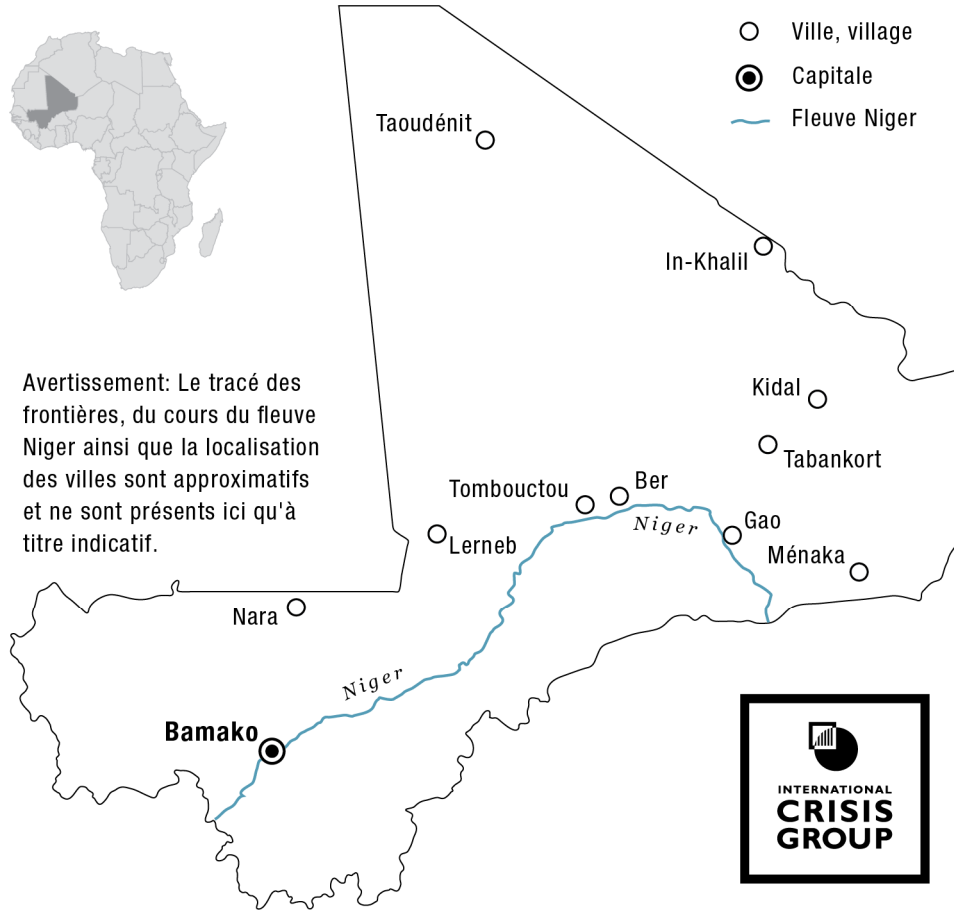 Ville, village
Capitale
Fleuve Niger
Taoudénit
In-Khalil
Kidal
Tabankort
Avertissement: Le tracé des
frontières, du cours du fleuve
Niger ainsi que la localisation
des villes sont approximatifs
et ne sont présents ici qu'à
titre indicatif.
Tombouctou
Ber
Niger
Gao
Lerneb
Ménaka
Nara
Niger
Bamako
INTERNATIONAL
CRISIS
GROUP